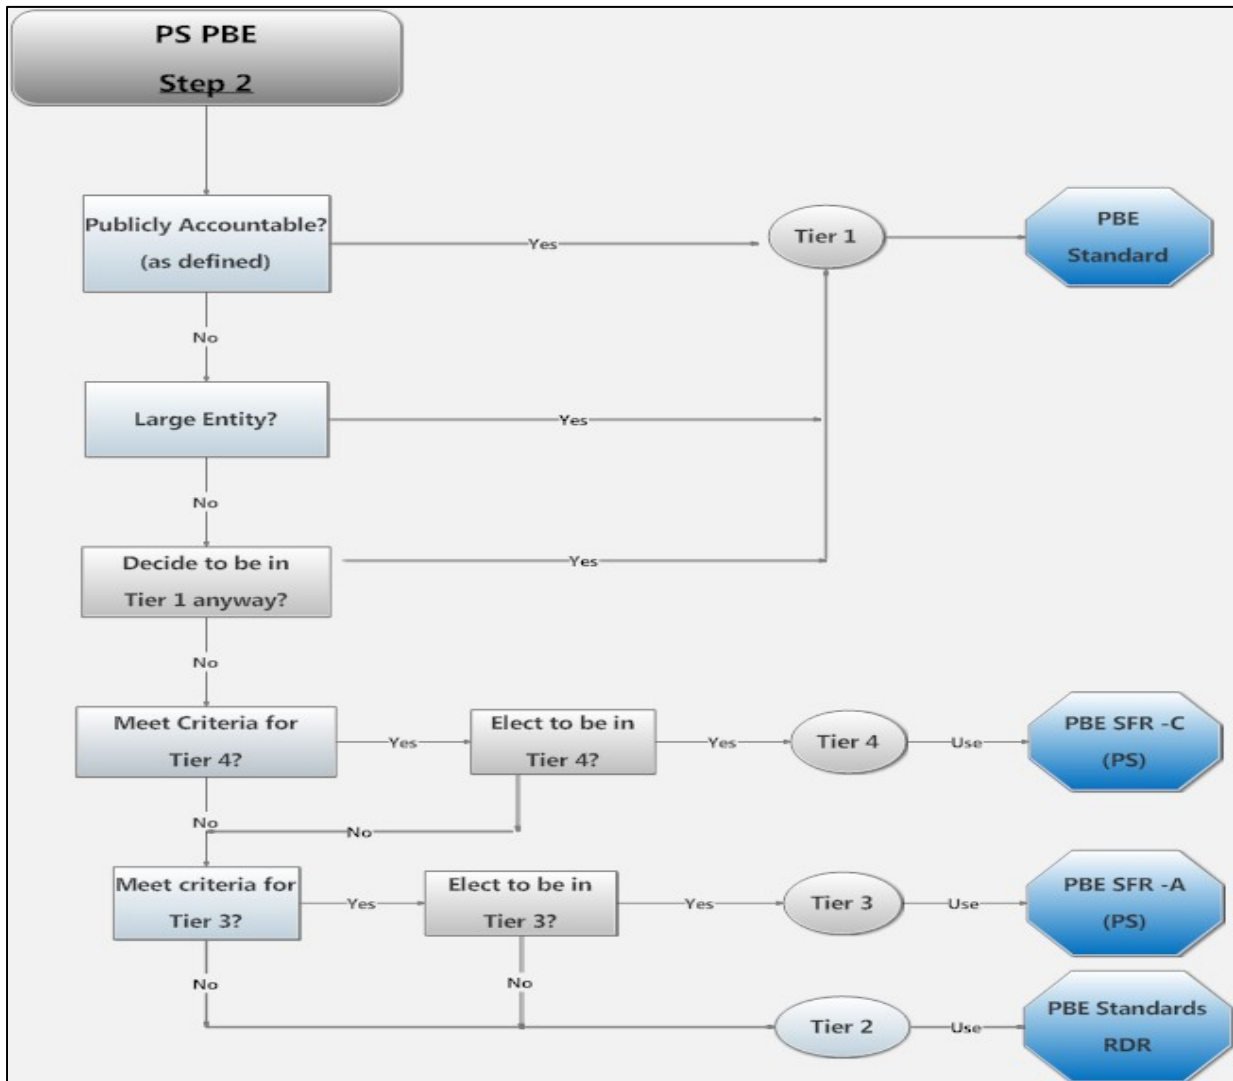 PS PBE
Step 2
Publicly Accountable?
(as defined)
Yes
Tier 1
PBE
Standard
No
Large Entity?
Yes
No
Decide to be in
Tier 1 anyway?
Yes
No
Meet Criteria for
Tier 4?
Yes
Elect to be in
Tier 4?
Yes
Tier 4
Use
PBE SFR -C
(PS)
No
No
Meet criteria for
Tier 3?
Yes
Elect to be in
Tier 3?
Yes
Tier 3
Use
PBE SFR -A
(PS)
No
No
Tier 2
Use
PBE Standards
RDR